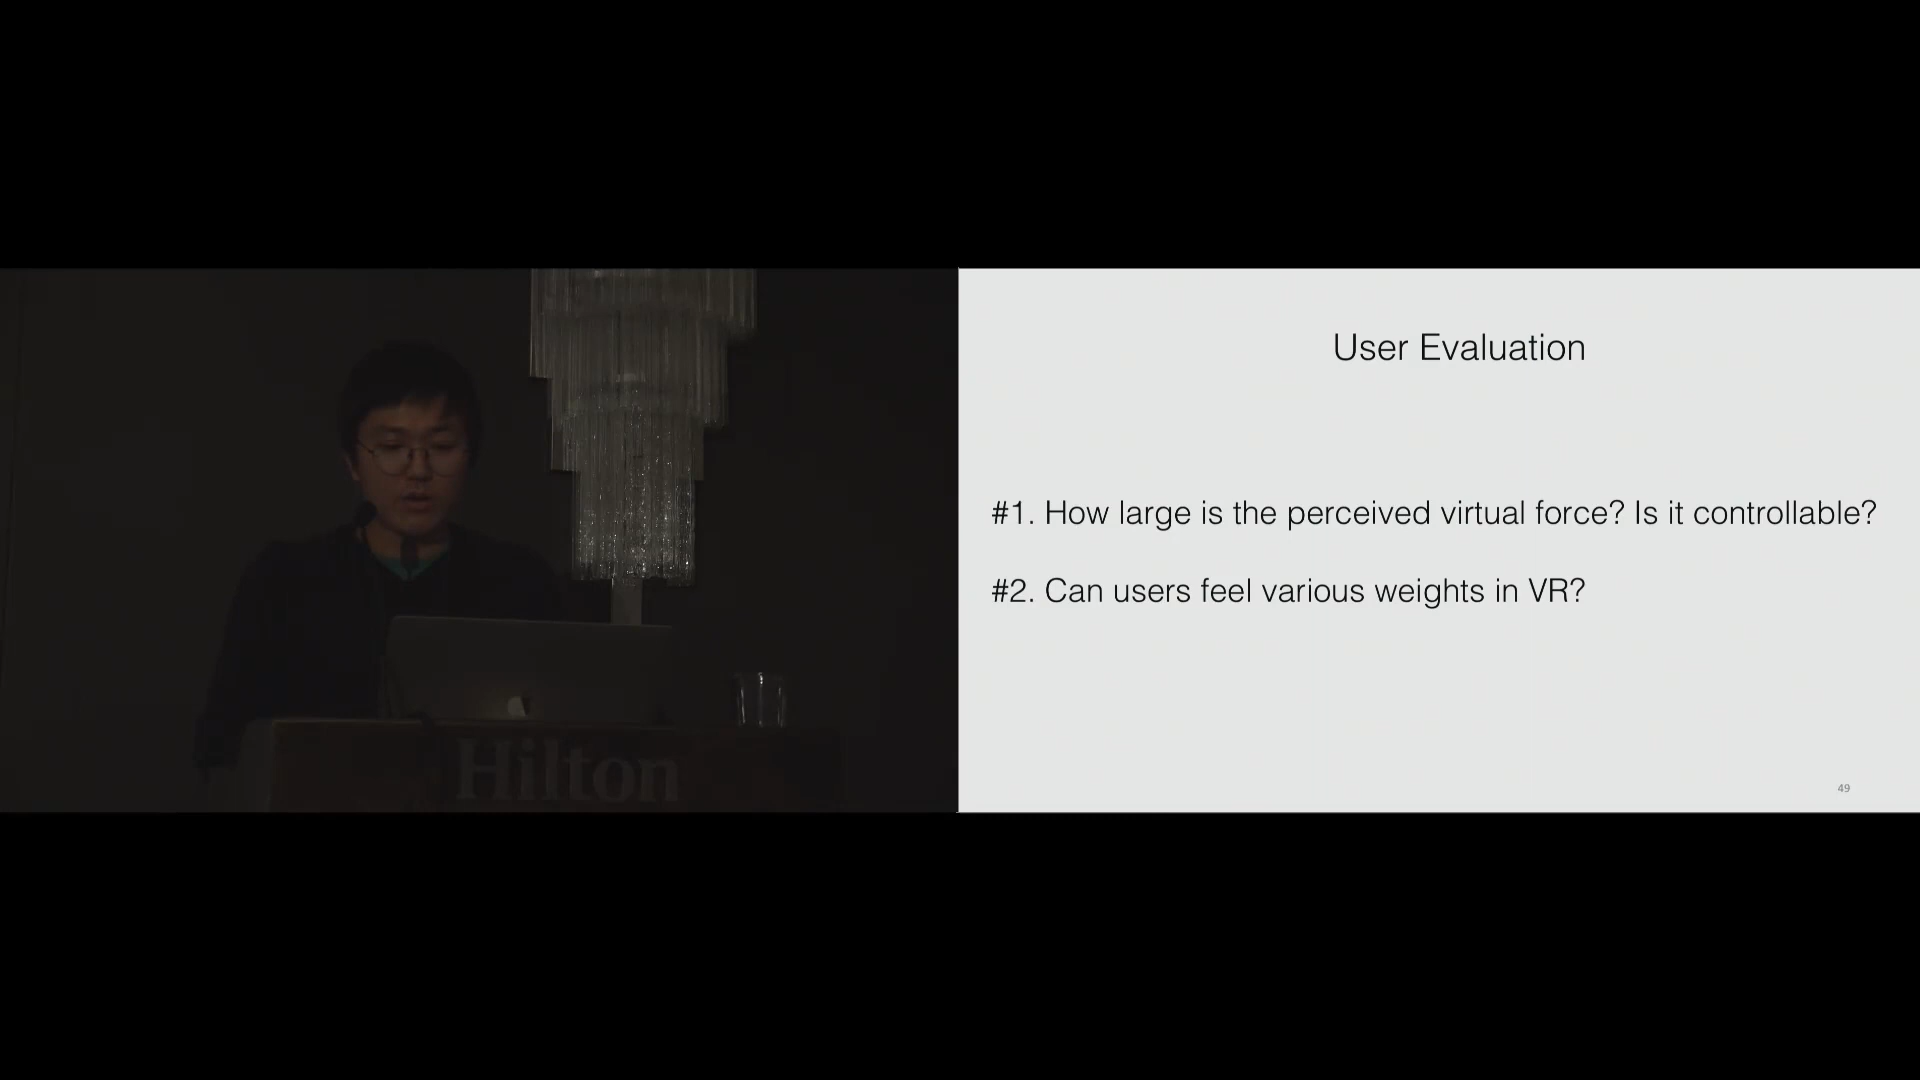 Hilton
User Evaluation
#1. How large is the perceived virtual force? Is it controllable?
#2. Can users feel various weights in VR?
49